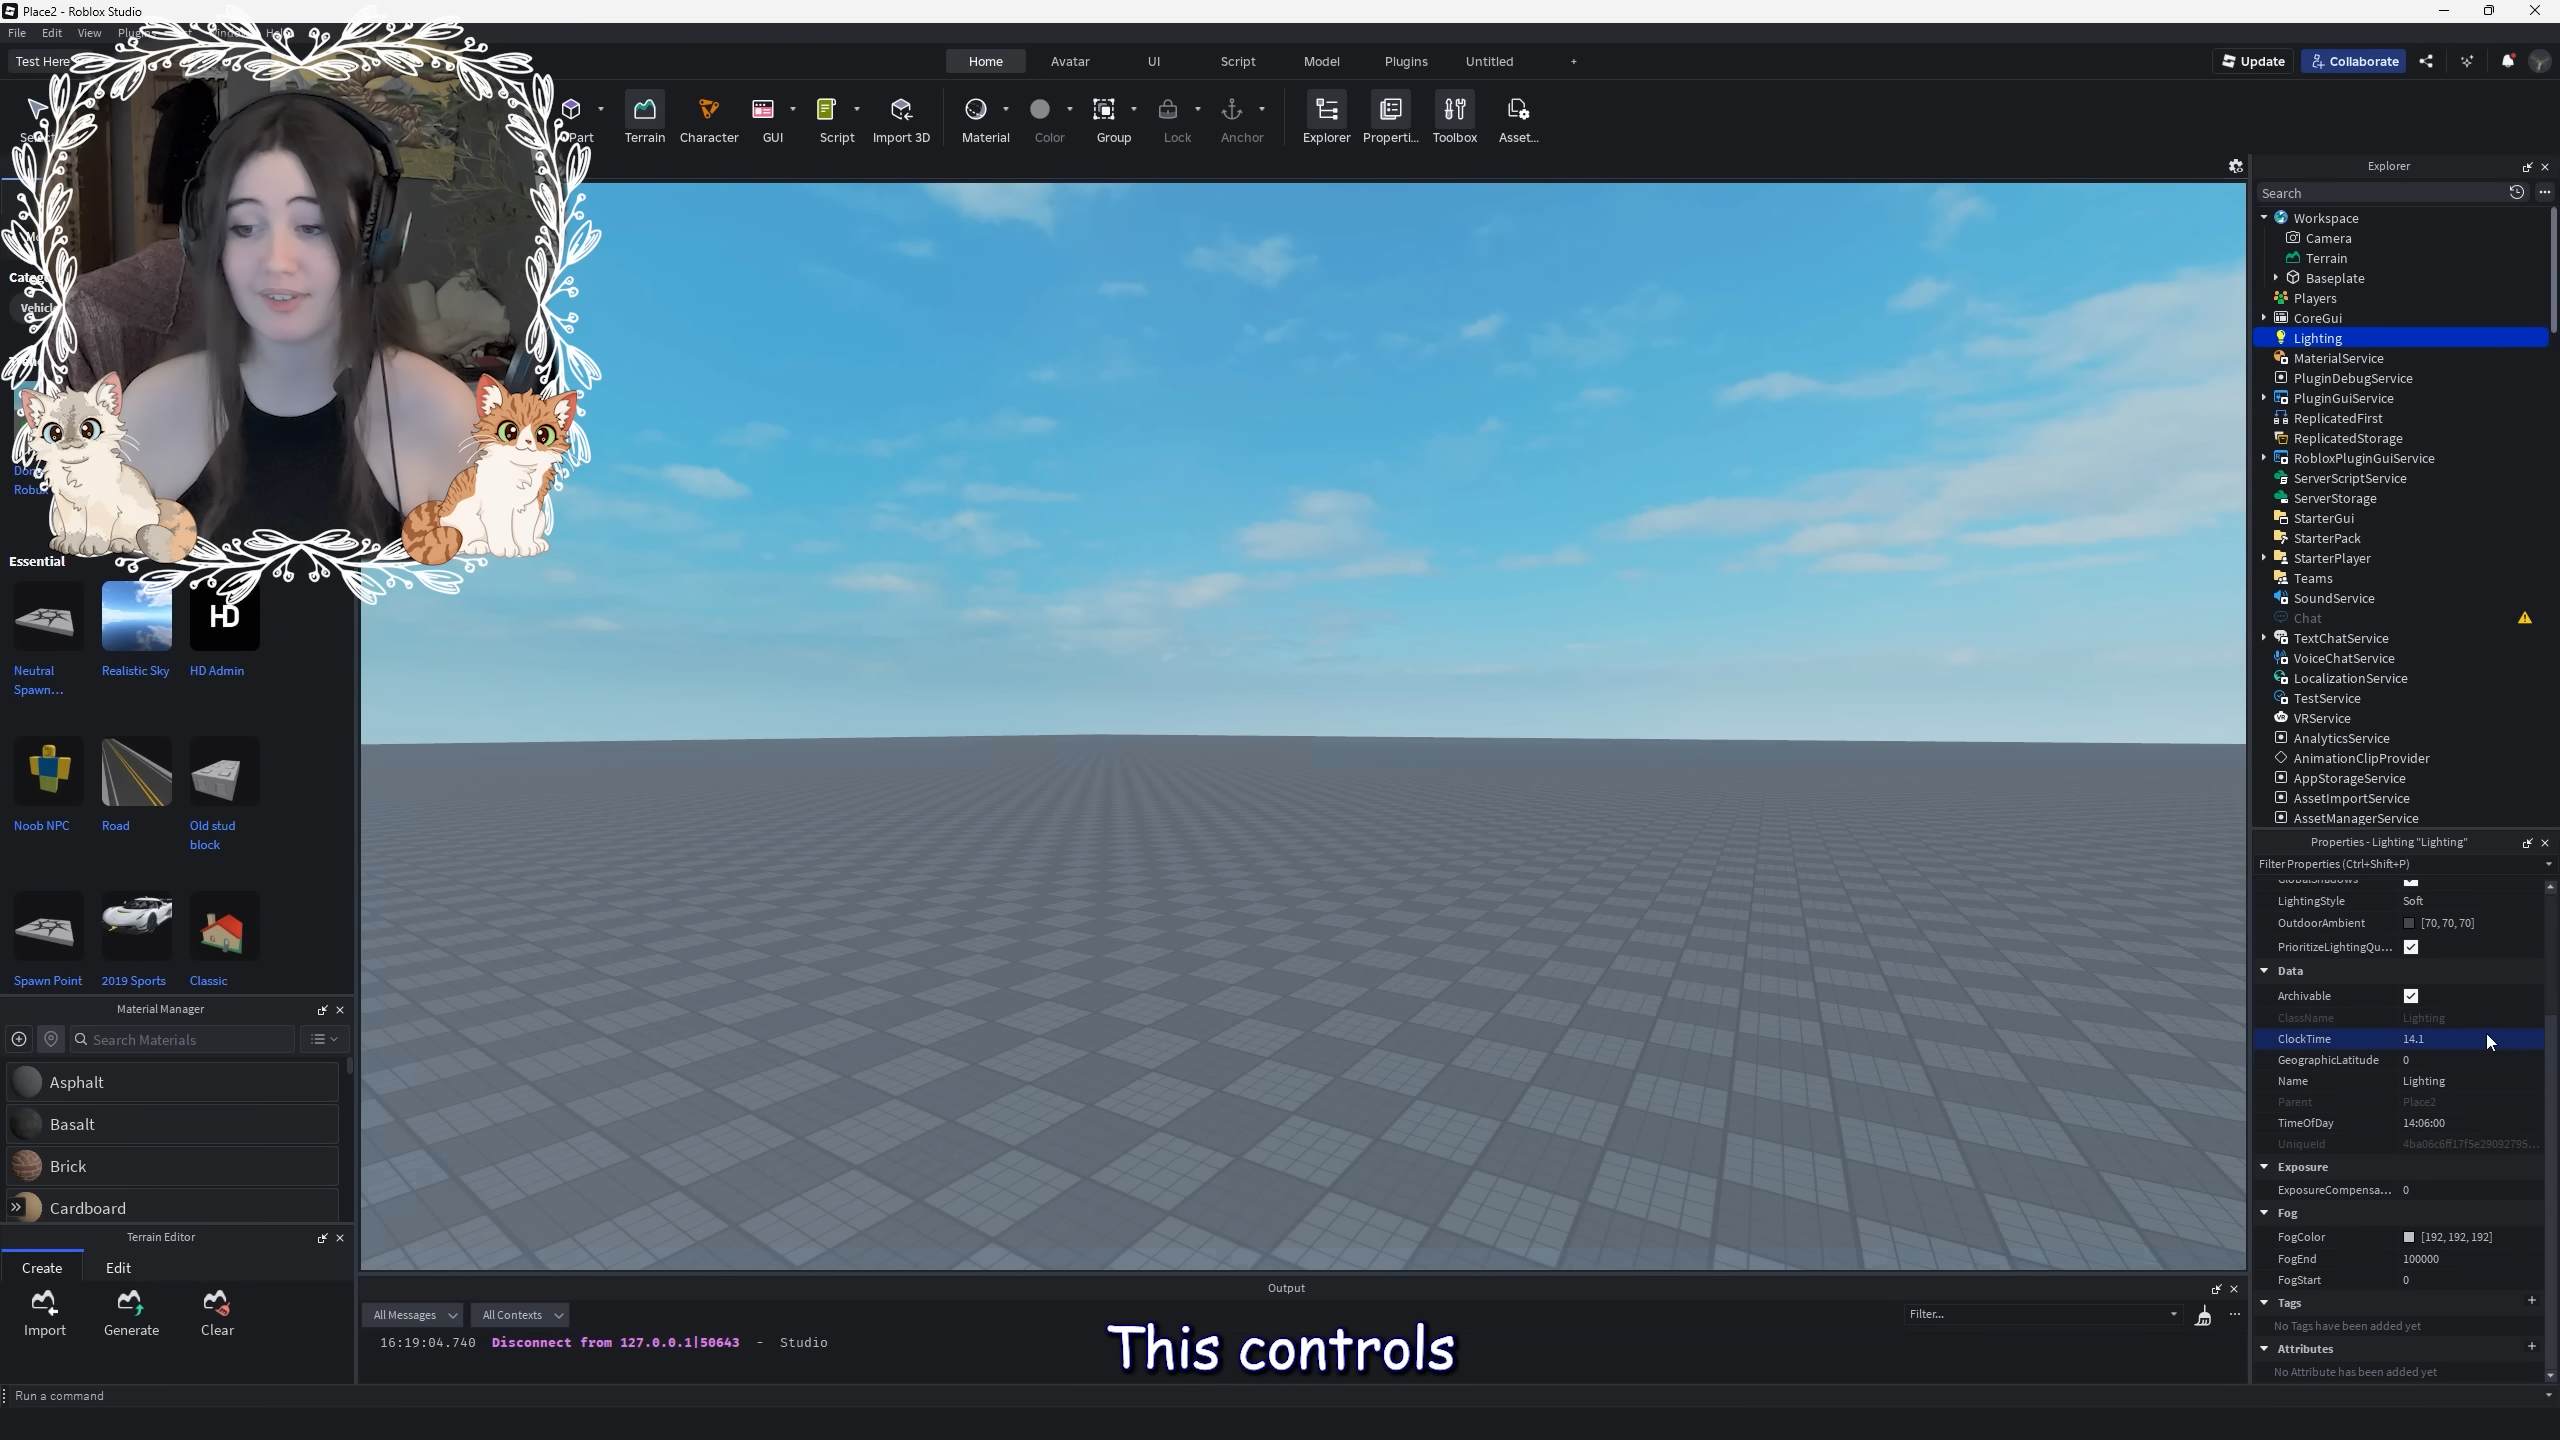 Place2 - Roblox Studio
File Edit View Plugins Help
Test Here
Home Avatar UI Script Model Plugins Untitled +
Update Collaborate
Select Part Terrain Character GUI Script Import 3D Material Color Group Lock Anchor Explorer Properti... Toolbox Asset...
Essential
Neutral Spawn...
Realistic Sky
HD
HD Admin
Noob NPC
Road
Old stud block
Spawn Point
2019 Sports
Classic
Material Manager
Search Materials
Asphalt
Basalt
Brick
Cardboard
Terrain Editor
Create Edit
Import Generate Clear
Output
All Messages All Contexts Filter...
16:19:04.740 Disconnect from 127.0.0.1|50643 - Studio
This controls
Run a command
Explorer
Search
Workspace
Camera
Terrain
Baseplate
Players
CoreGui
Lighting
MaterialService
PluginDebugService
PluginGuiService
ReplicatedFirst
ReplicatedStorage
RobloxPluginGuiService
ServerScriptService
ServerStorage
StarterGui
StarterPack
StarterPlayer
Teams
SoundService
Chat
TextChatService
VoiceChatService
LocalizationService
TestService
VRService
AnalyticsService
AnimationClipProvider
AppStorageService
AssetImportService
AssetManagerService
Properties - Lighting "Lighting"
Filter Properties (Ctrl+Shift+P)
GlobalShadows
LightingStyle Soft
OutdoorAmbient [70, 70, 70]
PrioritizeLightingQu...
Data
Archivable
ClassName Lighting
ClockTime 14.1
GeographicLatitude 0
Name Lighting
Parent Place2
TimeOfDay 14:06:00
UniqueId 4ba06c6ff17f5e29092795...
Exposure
ExposureCompensa... 0
Fog
FogColor [192, 192, 192]
FogEnd 100000
FogStart 0
Tags +
No Tags have been added yet
Attributes +
No Attribute has been added yet